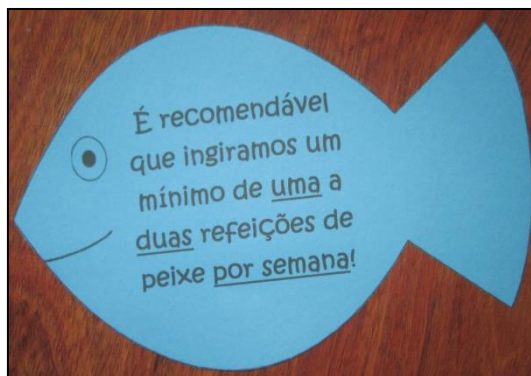 É recomendável
que ingiramos um
mínimo de uma a
duas refeições de
peixe por semana!